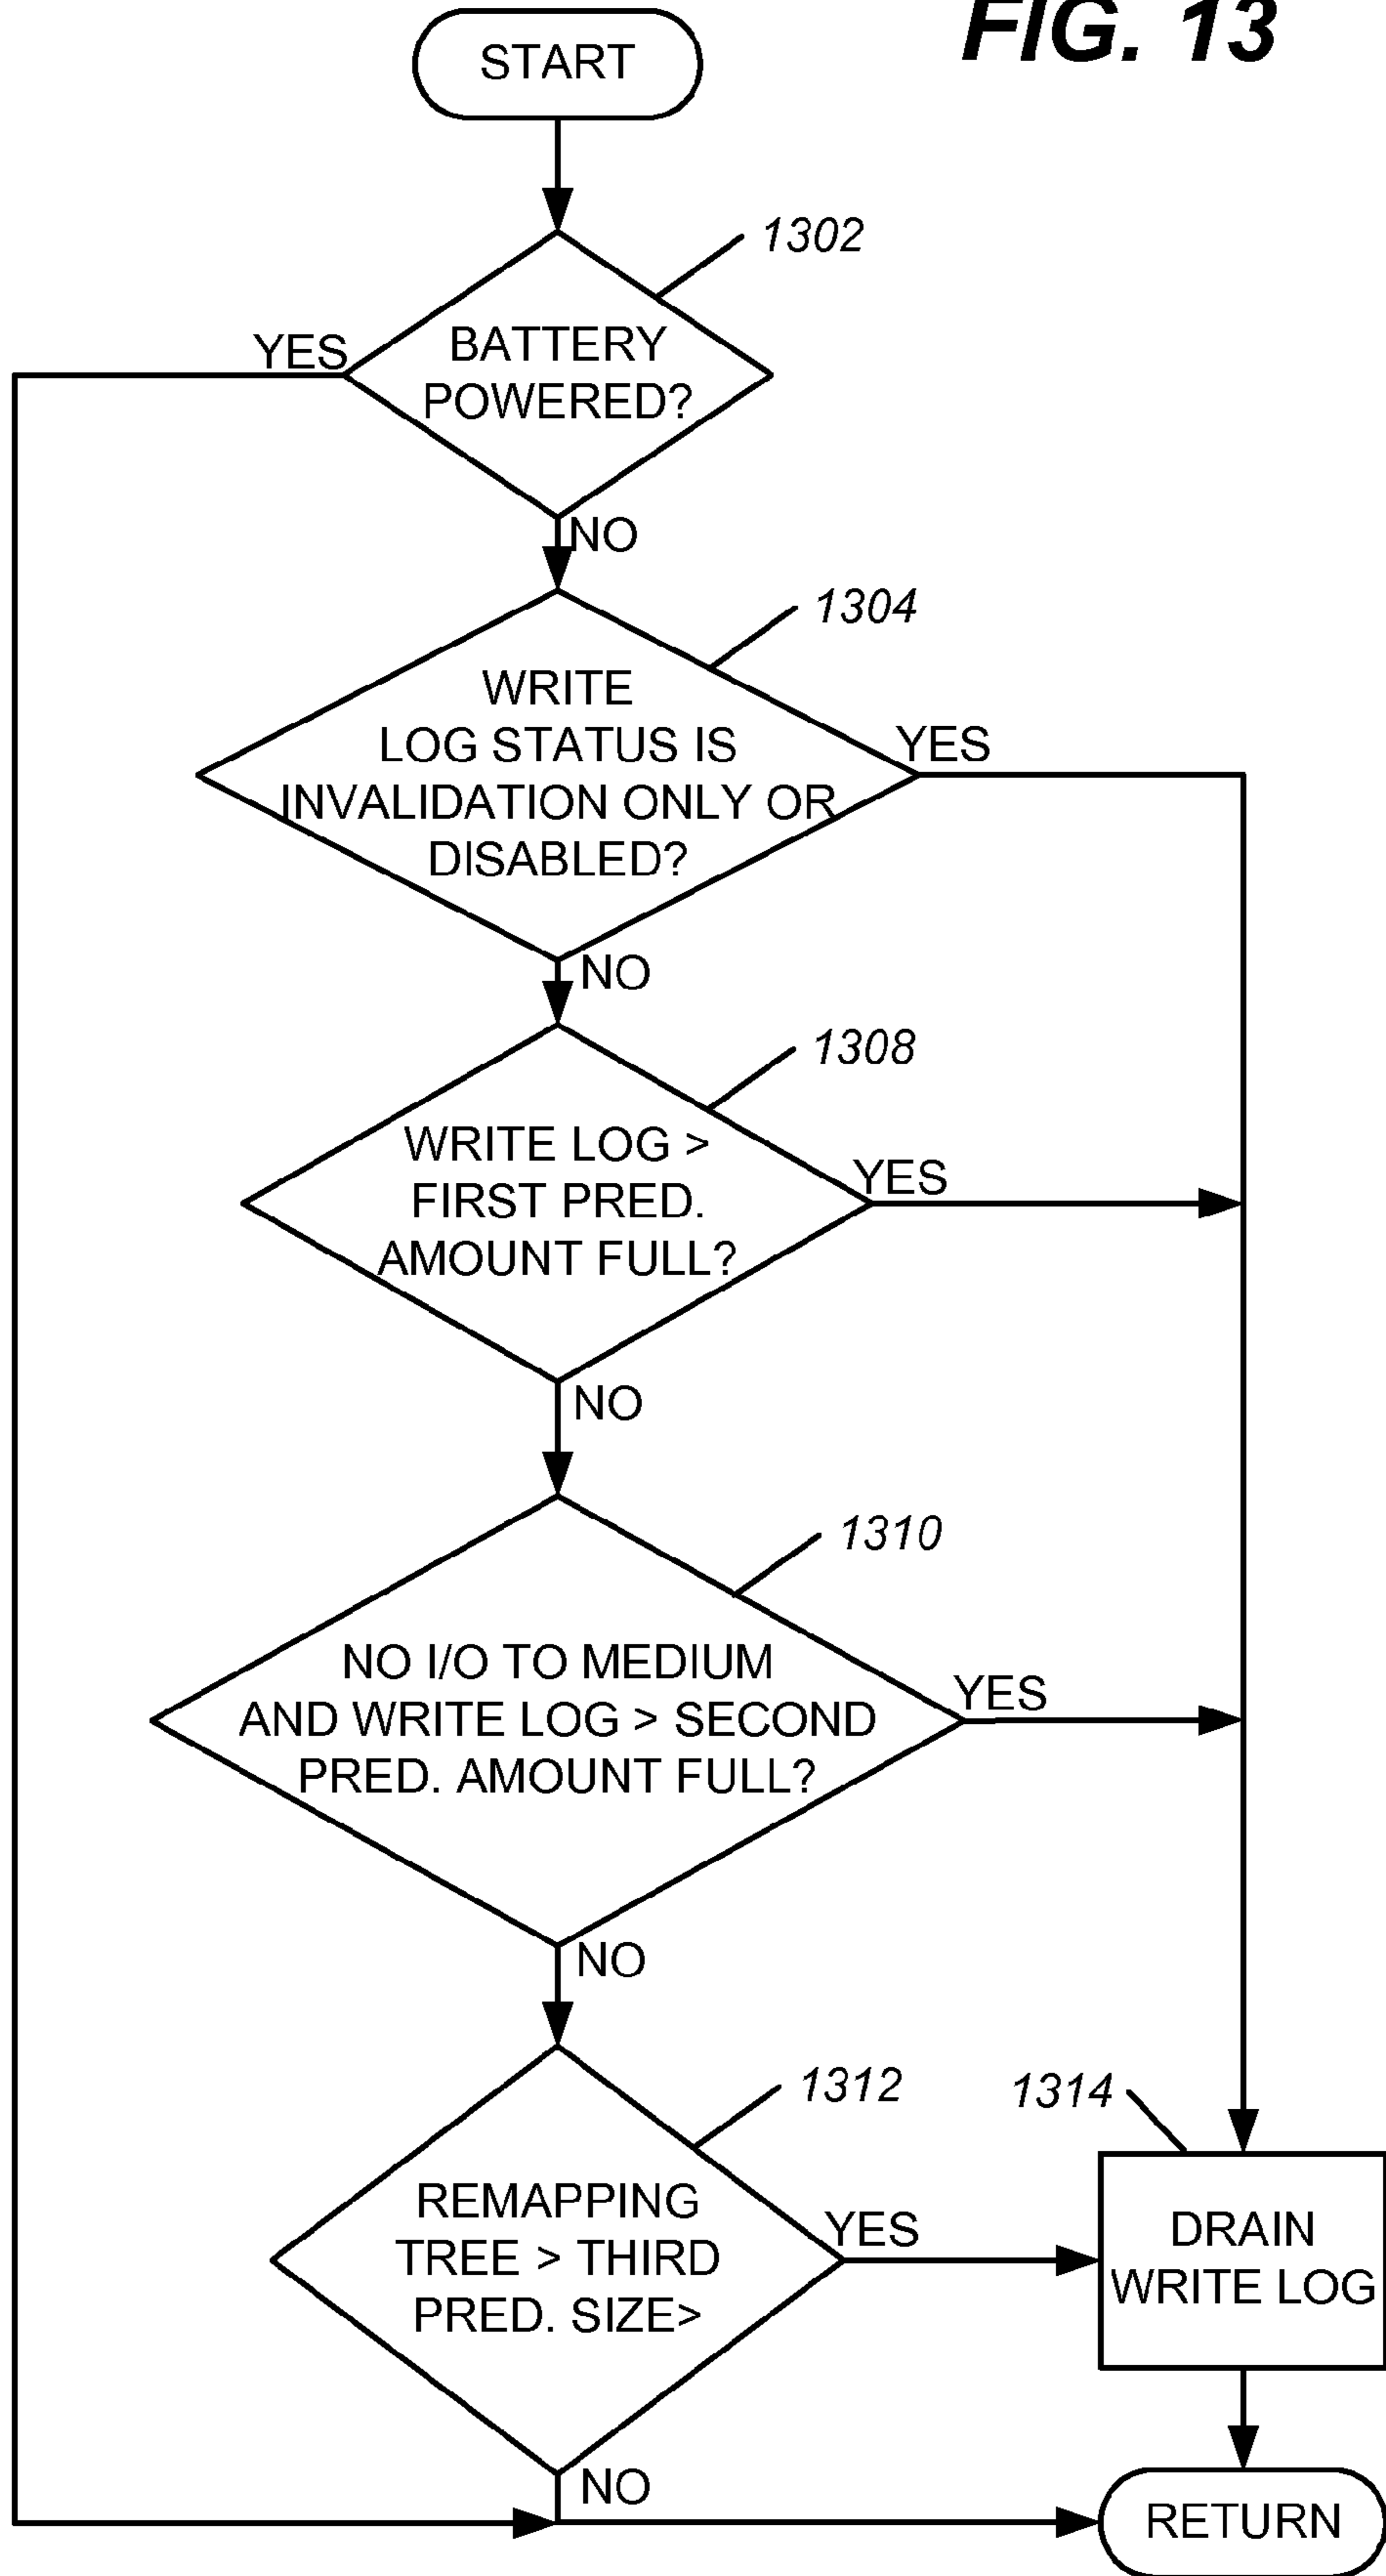 FIG. 13
START
1302
YES
BATTERY
POWERED?
NO
1304
WRITE
LOG STATUS IS
YES
INVALIDATION ONLY OR
DISABLED?
NO
1308
WRITE LOG >
FIRST PRED.
YES
AMOUNT FULL?
NO
1310
NO I/O TO MEDIUM
YES
AND WRITE LOG > SECOND
PRED. AMOUNT FULL?
NO
1312
1314
REMAPPING
YES
TREE > THIRD
PRED. SIZE>
DRAIN
WRITE LOG
NO
RETURN